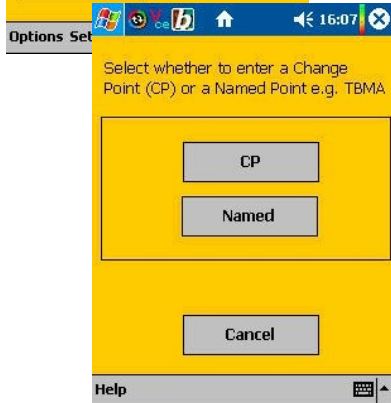 16:07
Options Set
Select whether to enter a Change
Point (CP) or a Named Point e.g. TBMA
CP
Named
Cancel
Help